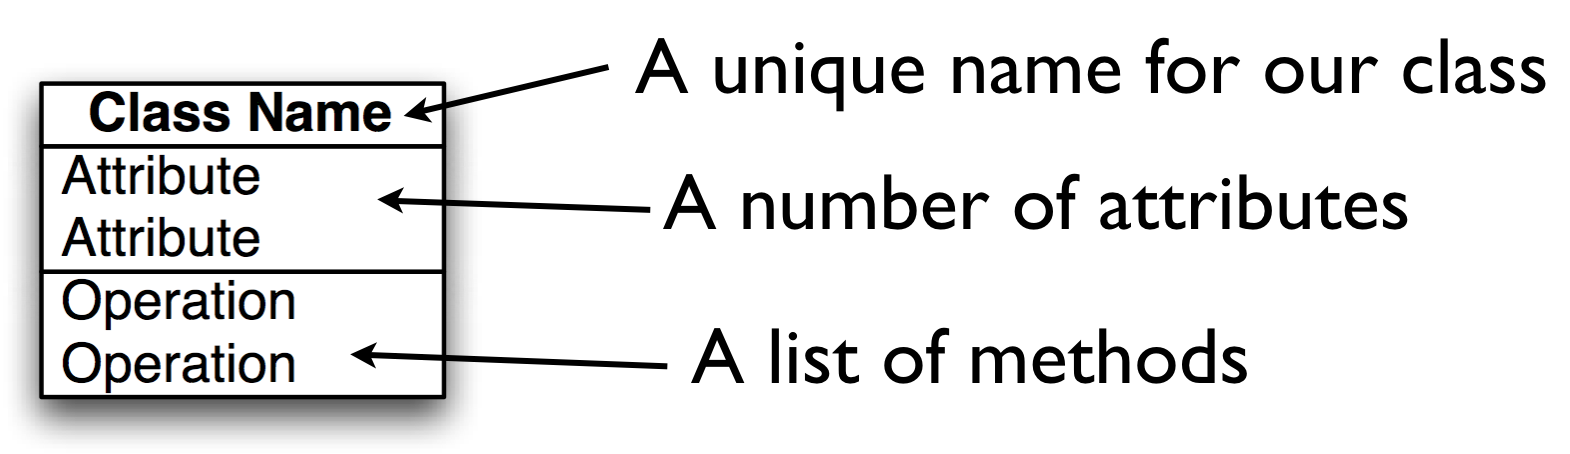 A unique name for our class
Class Name
Attribute
A number of attributes
Attribute
Operation
A list of methods
Operation